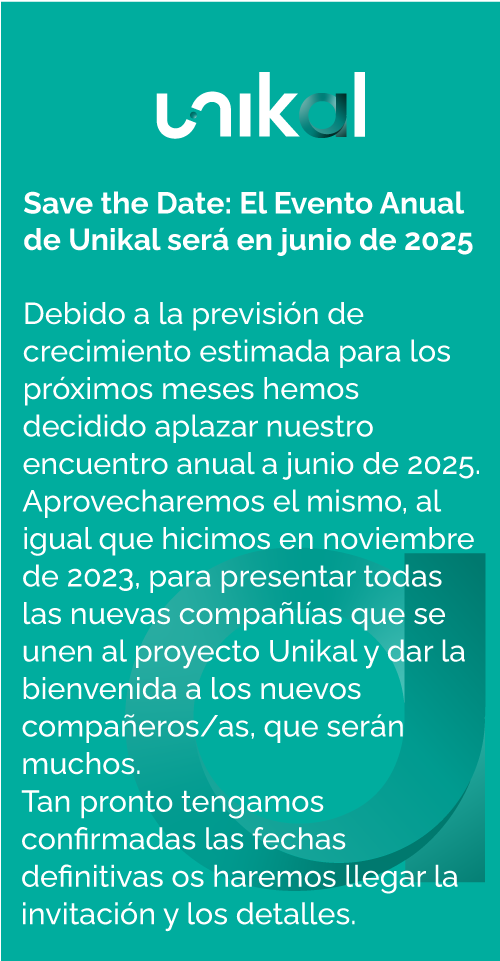 unikal
Save the Date: El Evento Anual
de Unikal será en junio de 2025
Debido a la previsión de
crecimiento estimada para los
próximos meses hemos
decidido aplazar nuestro
encuentro anual a junio de 2025.
Aprovecharemos el mismo, al
igual que hicimos en noviembre
de 2023, para presentar todas
las nuevas compañlías que se
unen al proyecto Unikal y dar la
bienvenida a los nuevos
compañeros/as, que serán
muchos.
Tan pronto tengamos
confirmadas las fechas
definitivas os haremos llegar la
invitación y los detalles.